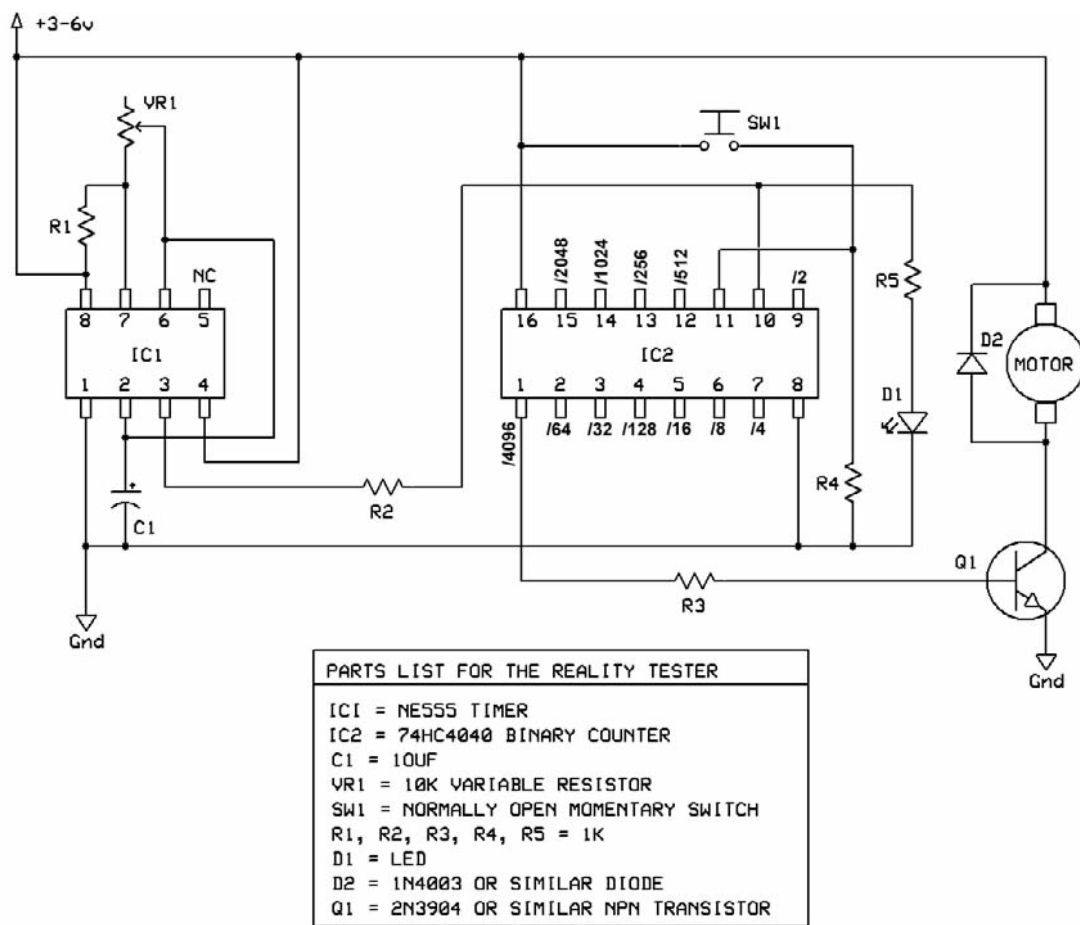 +3-6v
VR1
SW1
R1
NC
/2048
/1024
/256
/512
/2
R5
8 7 6 5
16 15 14 13 12 11 10 9
IC1
IC2
D2
MOTOR
1 2 3 4
1 2 3 4 5 6 7 8
D1
/4096
/64
/32
/128
/16
/8
/4
+
C1
R2
R4
R3
Q1
Gnd
Gnd
PARTS LIST FOR THE REALITY TESTER
ICI = NE555 TIMER
IC2 = 74HC4040 BINARY COUNTER
C1 = 10UF
VR1 = 10K VARIABLE RESISTOR
SW1 = NORMALLY OPEN MOMENTARY SWITCH
R1, R2, R3, R4, R5 = 1K
D1 = LED
D2 = 1N4003 OR SIMILAR DIODE
Q1 = 2N3904 OR SIMILAR NPN TRANSISTOR